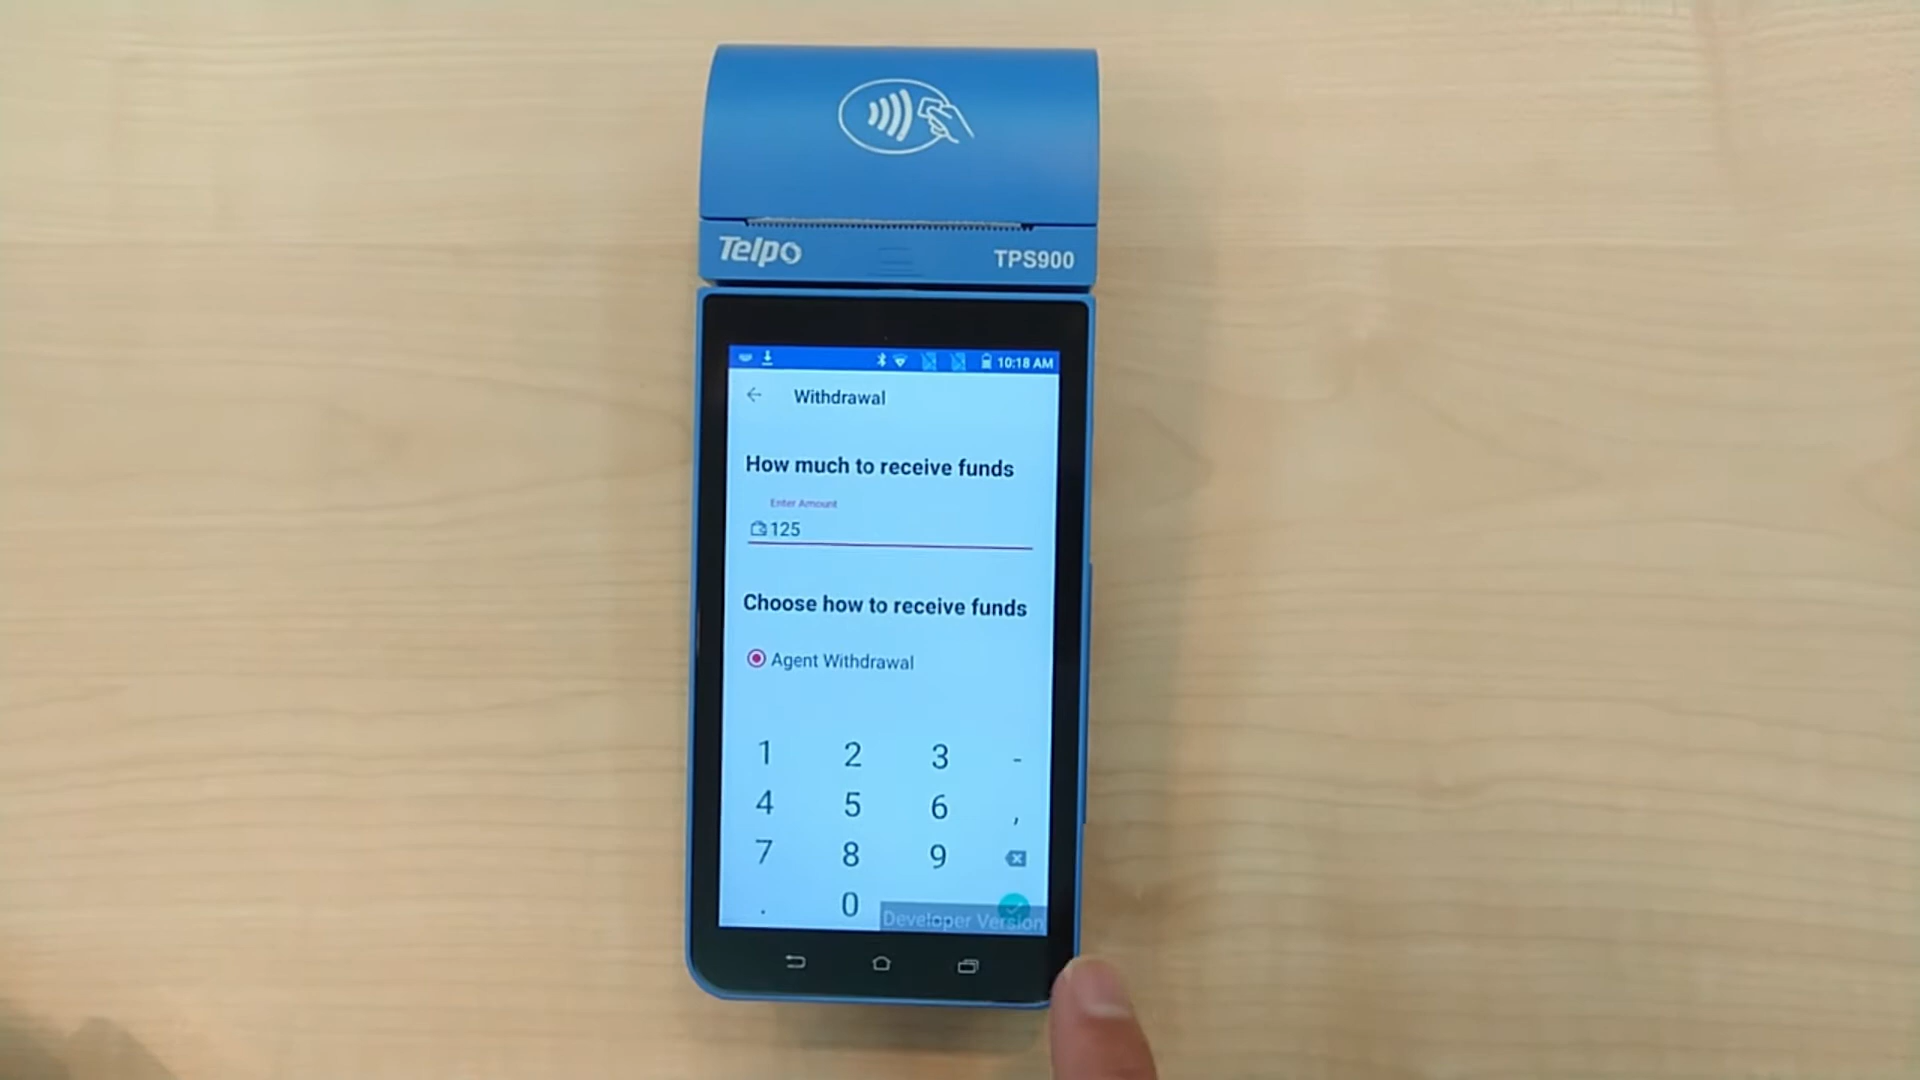 Telpo
TPS900
10:18 AM
Withdrawal
How much to receive funds
Enter Amount
125
Choose how to receive funds
Agent Withdrawal
1 2 3 -
4 5 6 ,
7 8 9
. 0
Developer Version